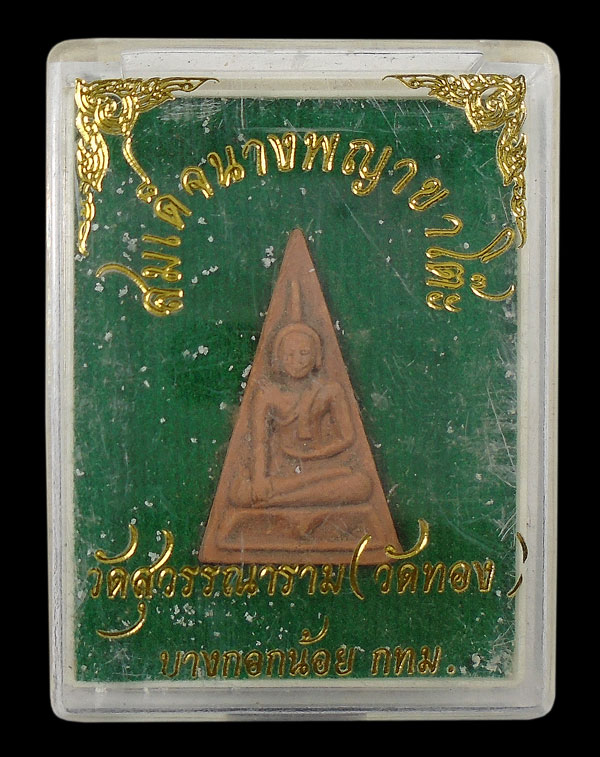 สมเด็จนางพญาขาโต๊ะ
วัดสุวรรณาราม(วัดทอง)
บางกอกน้อย กทม.